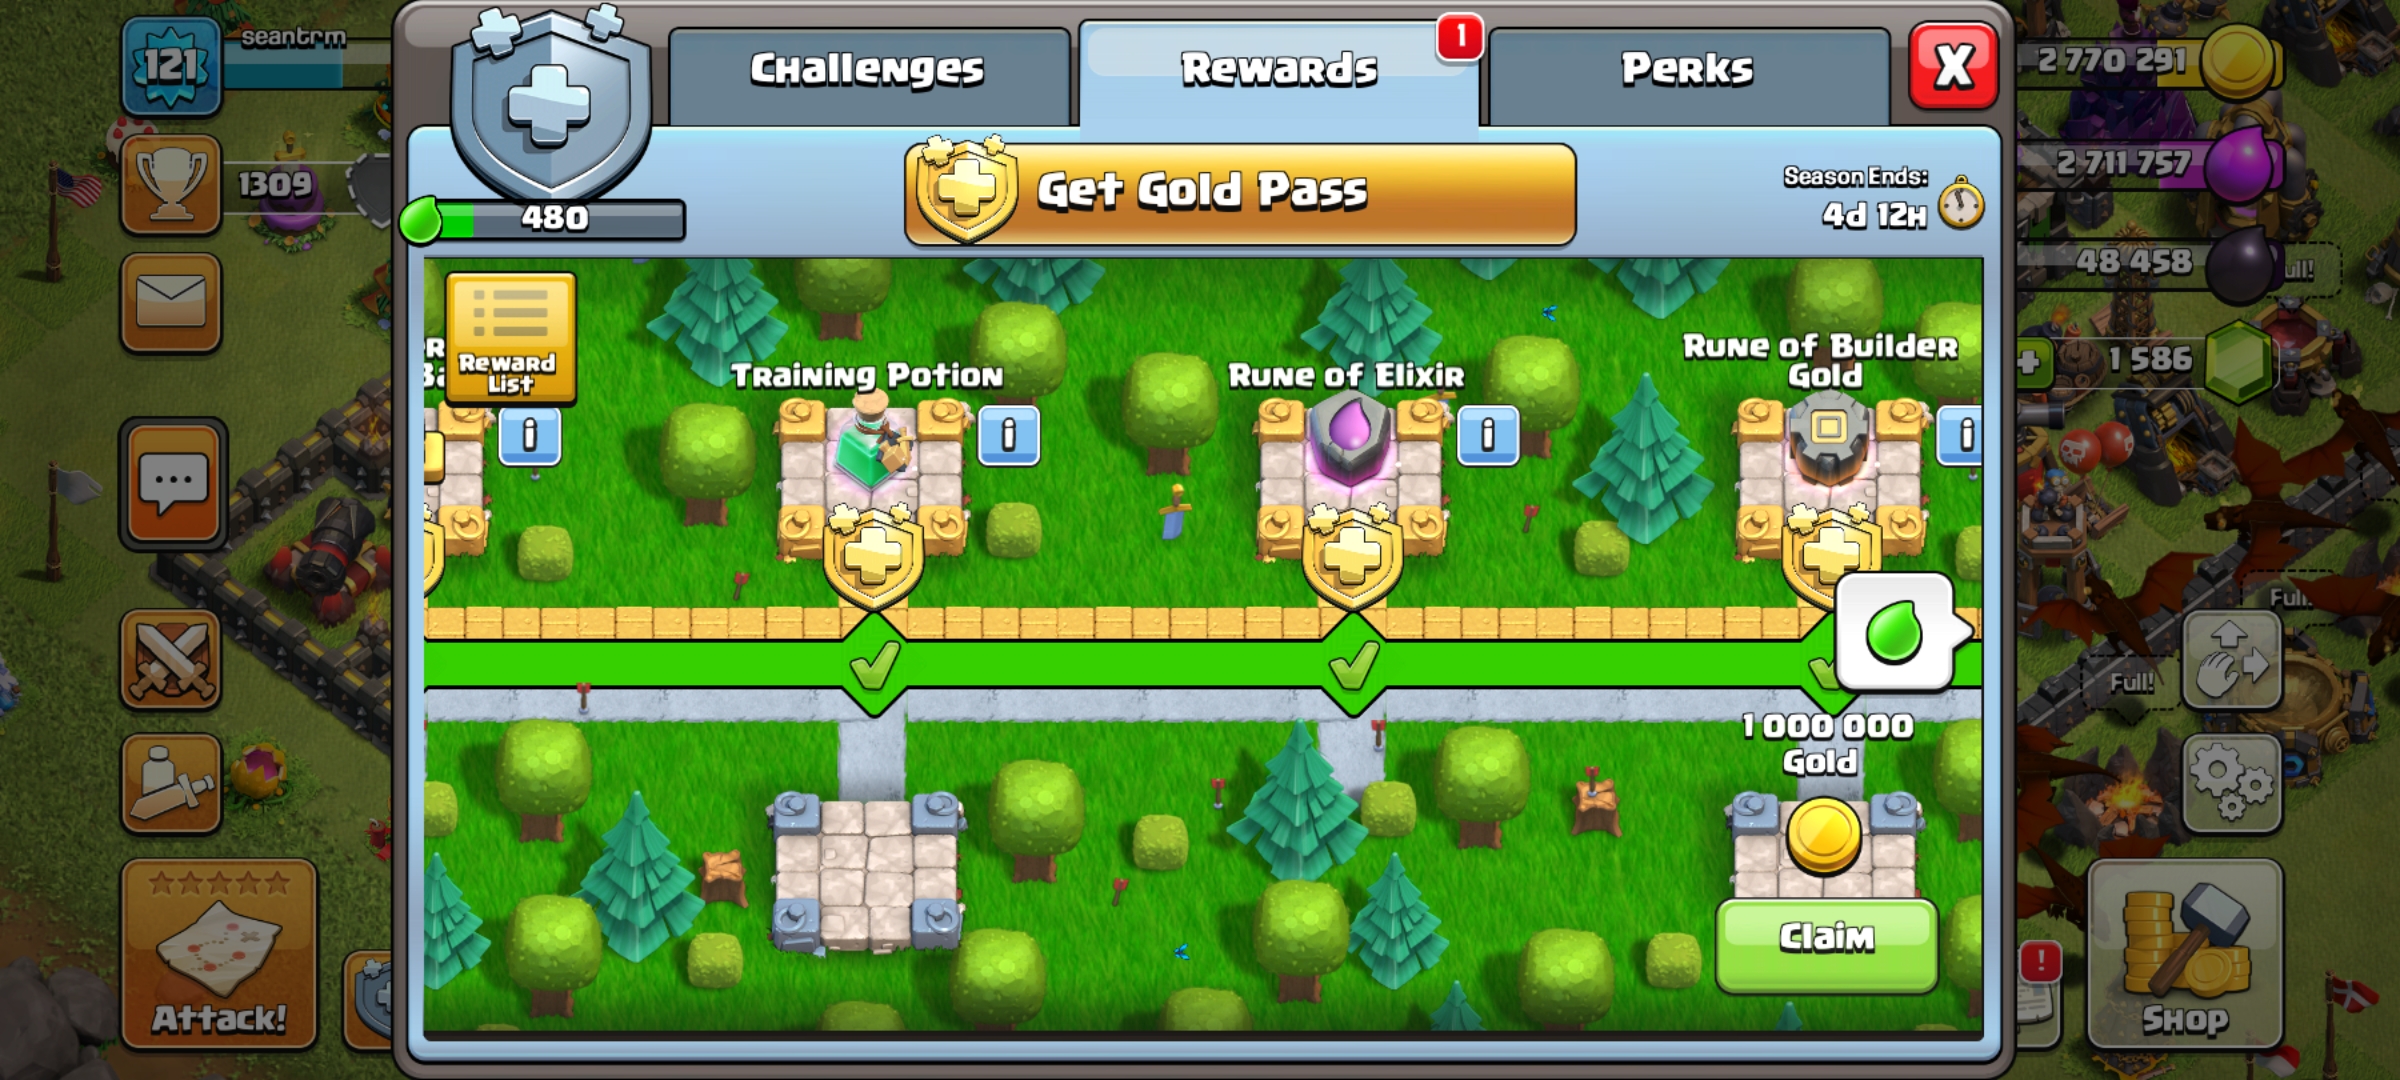 121
seantrm
Challenges
Rewards
1
Perks
X
2 770 291
1309
480
Get Gold Pass
Season Ends:
4d 12H
2 711 757
48 458
ull!
1 586
Reward
List
Training Potion
Rune of Elixir
Rune of Builder
Gold
i
i
i
i
Full!
Full!
1 000 000
Gold
Claim
!
Attack!
Shop